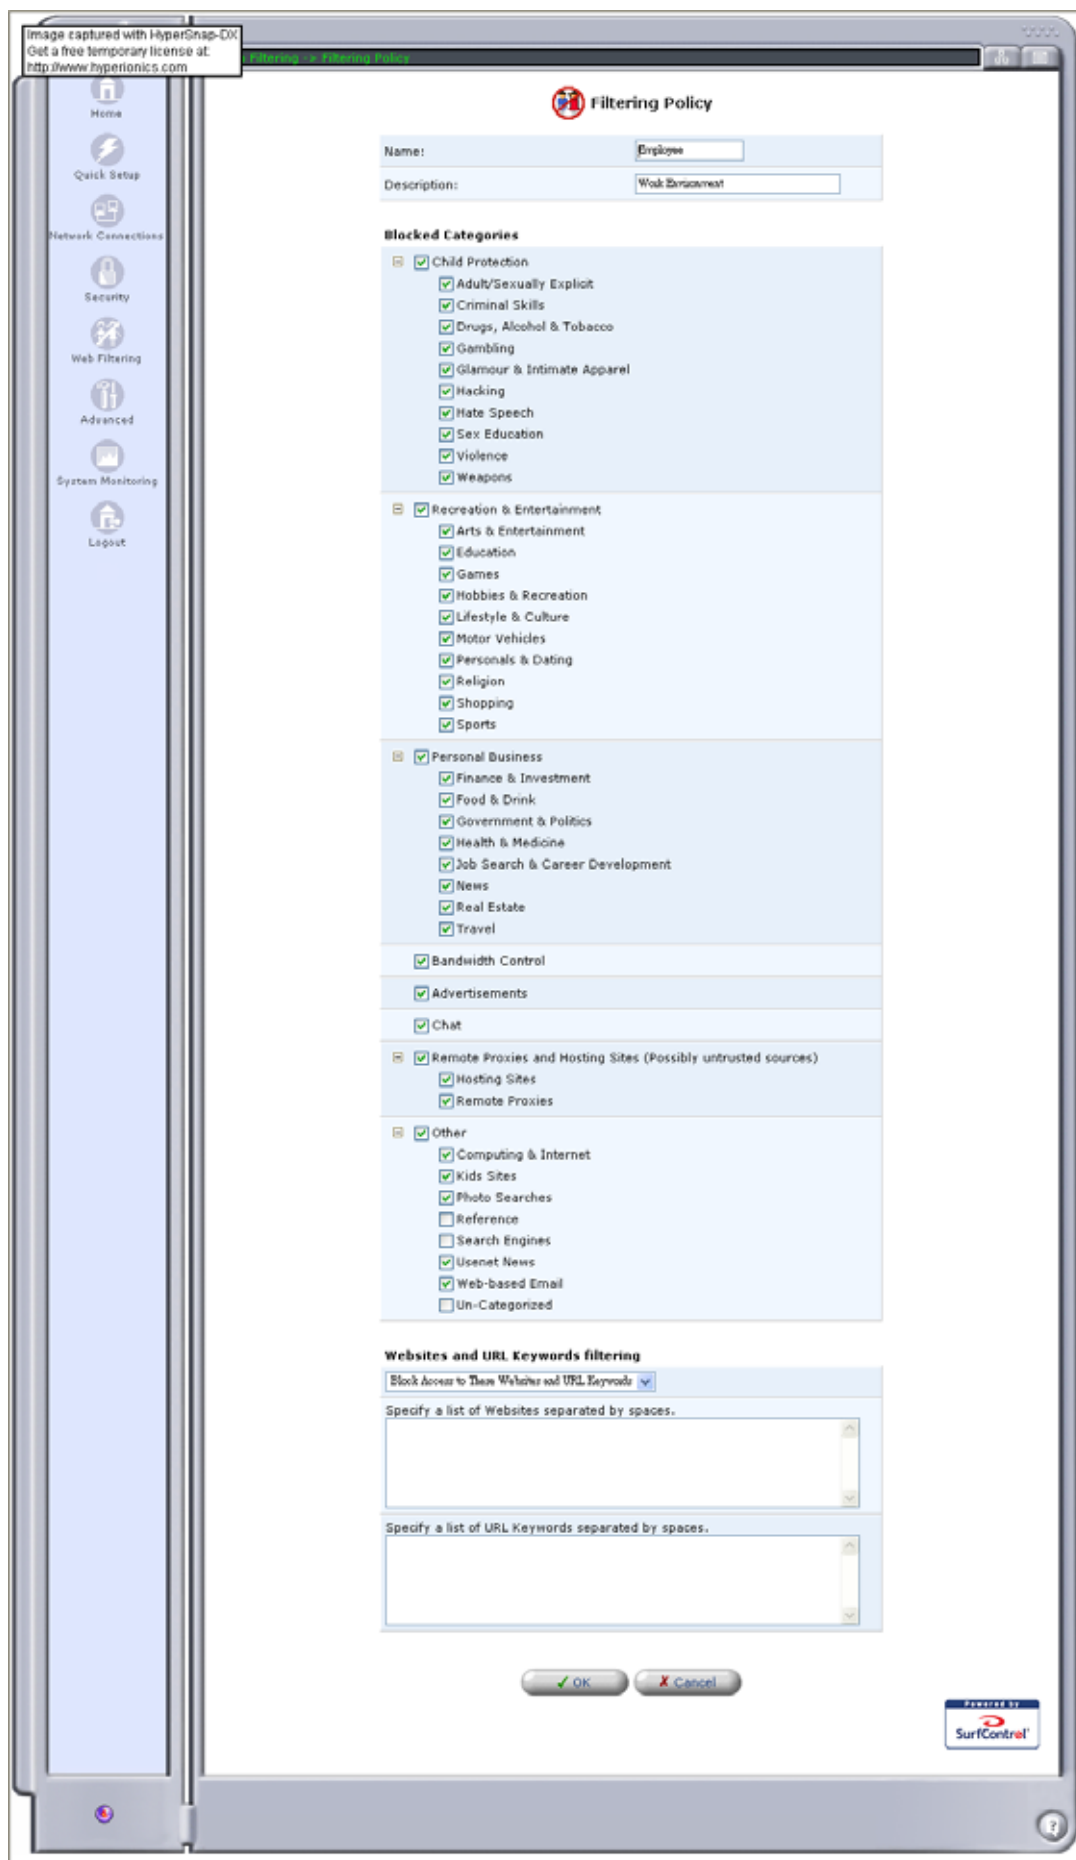 Image captured with HyperSnap-DX
Get a free temporary license at:
http://www.hyperionics.com
Filtering -> Filtering Policy
Home
Quick Setup
Network Connections
Security
Web Filtering
Advanced
System Monitoring
Logout
Filtering Policy
Name: Employee
Description: Work Environment
Blocked Categories
Child Protection
Adult/Sexually Explicit
Criminal Skills
Drugs, Alcohol & Tobacco
Gambling
Glamour & Intimate Apparel
Hacking
Hate Speech
Sex Education
Violence
Weapons
Recreation & Entertainment
Arts & Entertainment
Education
Games
Hobbies & Recreation
Lifestyle & Culture
Motor Vehicles
Personals & Dating
Religion
Shopping
Sports
Personal Business
Finance & Investment
Food & Drink
Government & Politics
Health & Medicine
Job Search & Career Development
News
Real Estate
Travel
Bandwidth Control
Advertisements
Chat
Remote Proxies and Hosting Sites (Possibly untrusted sources)
Hosting Sites
Remote Proxies
Other
Computing & Internet
Kids Sites
Photo Searches
Reference
Search Engines
Usenet News
Web-based Email
Un-Categorized
Websites and URL Keywords filtering
Block Access to These Websites and URL Keywords
Specify a list of Websites separated by spaces.
Specify a list of URL Keywords separated by spaces.
OK Cancel
Powered by
SurfControl